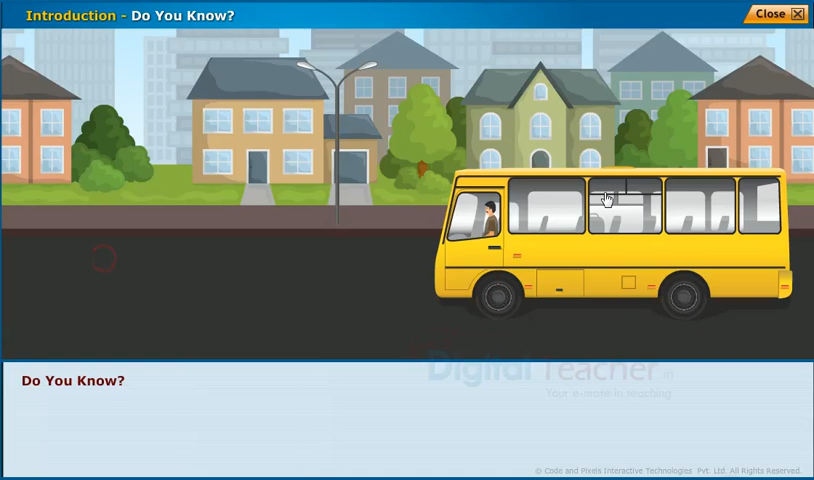 Introduction - Do You Know?
Close
Do You Know?
Digital Teacher.in
Your e-mate in teaching
© Code and Pixels Interactive Technologies Pvt. Ltd. All Rights Reserved.